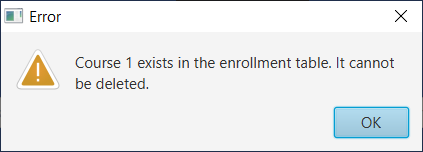 Error
Course 1 exists in the enrollment table. It cannot
be deleted.
OK